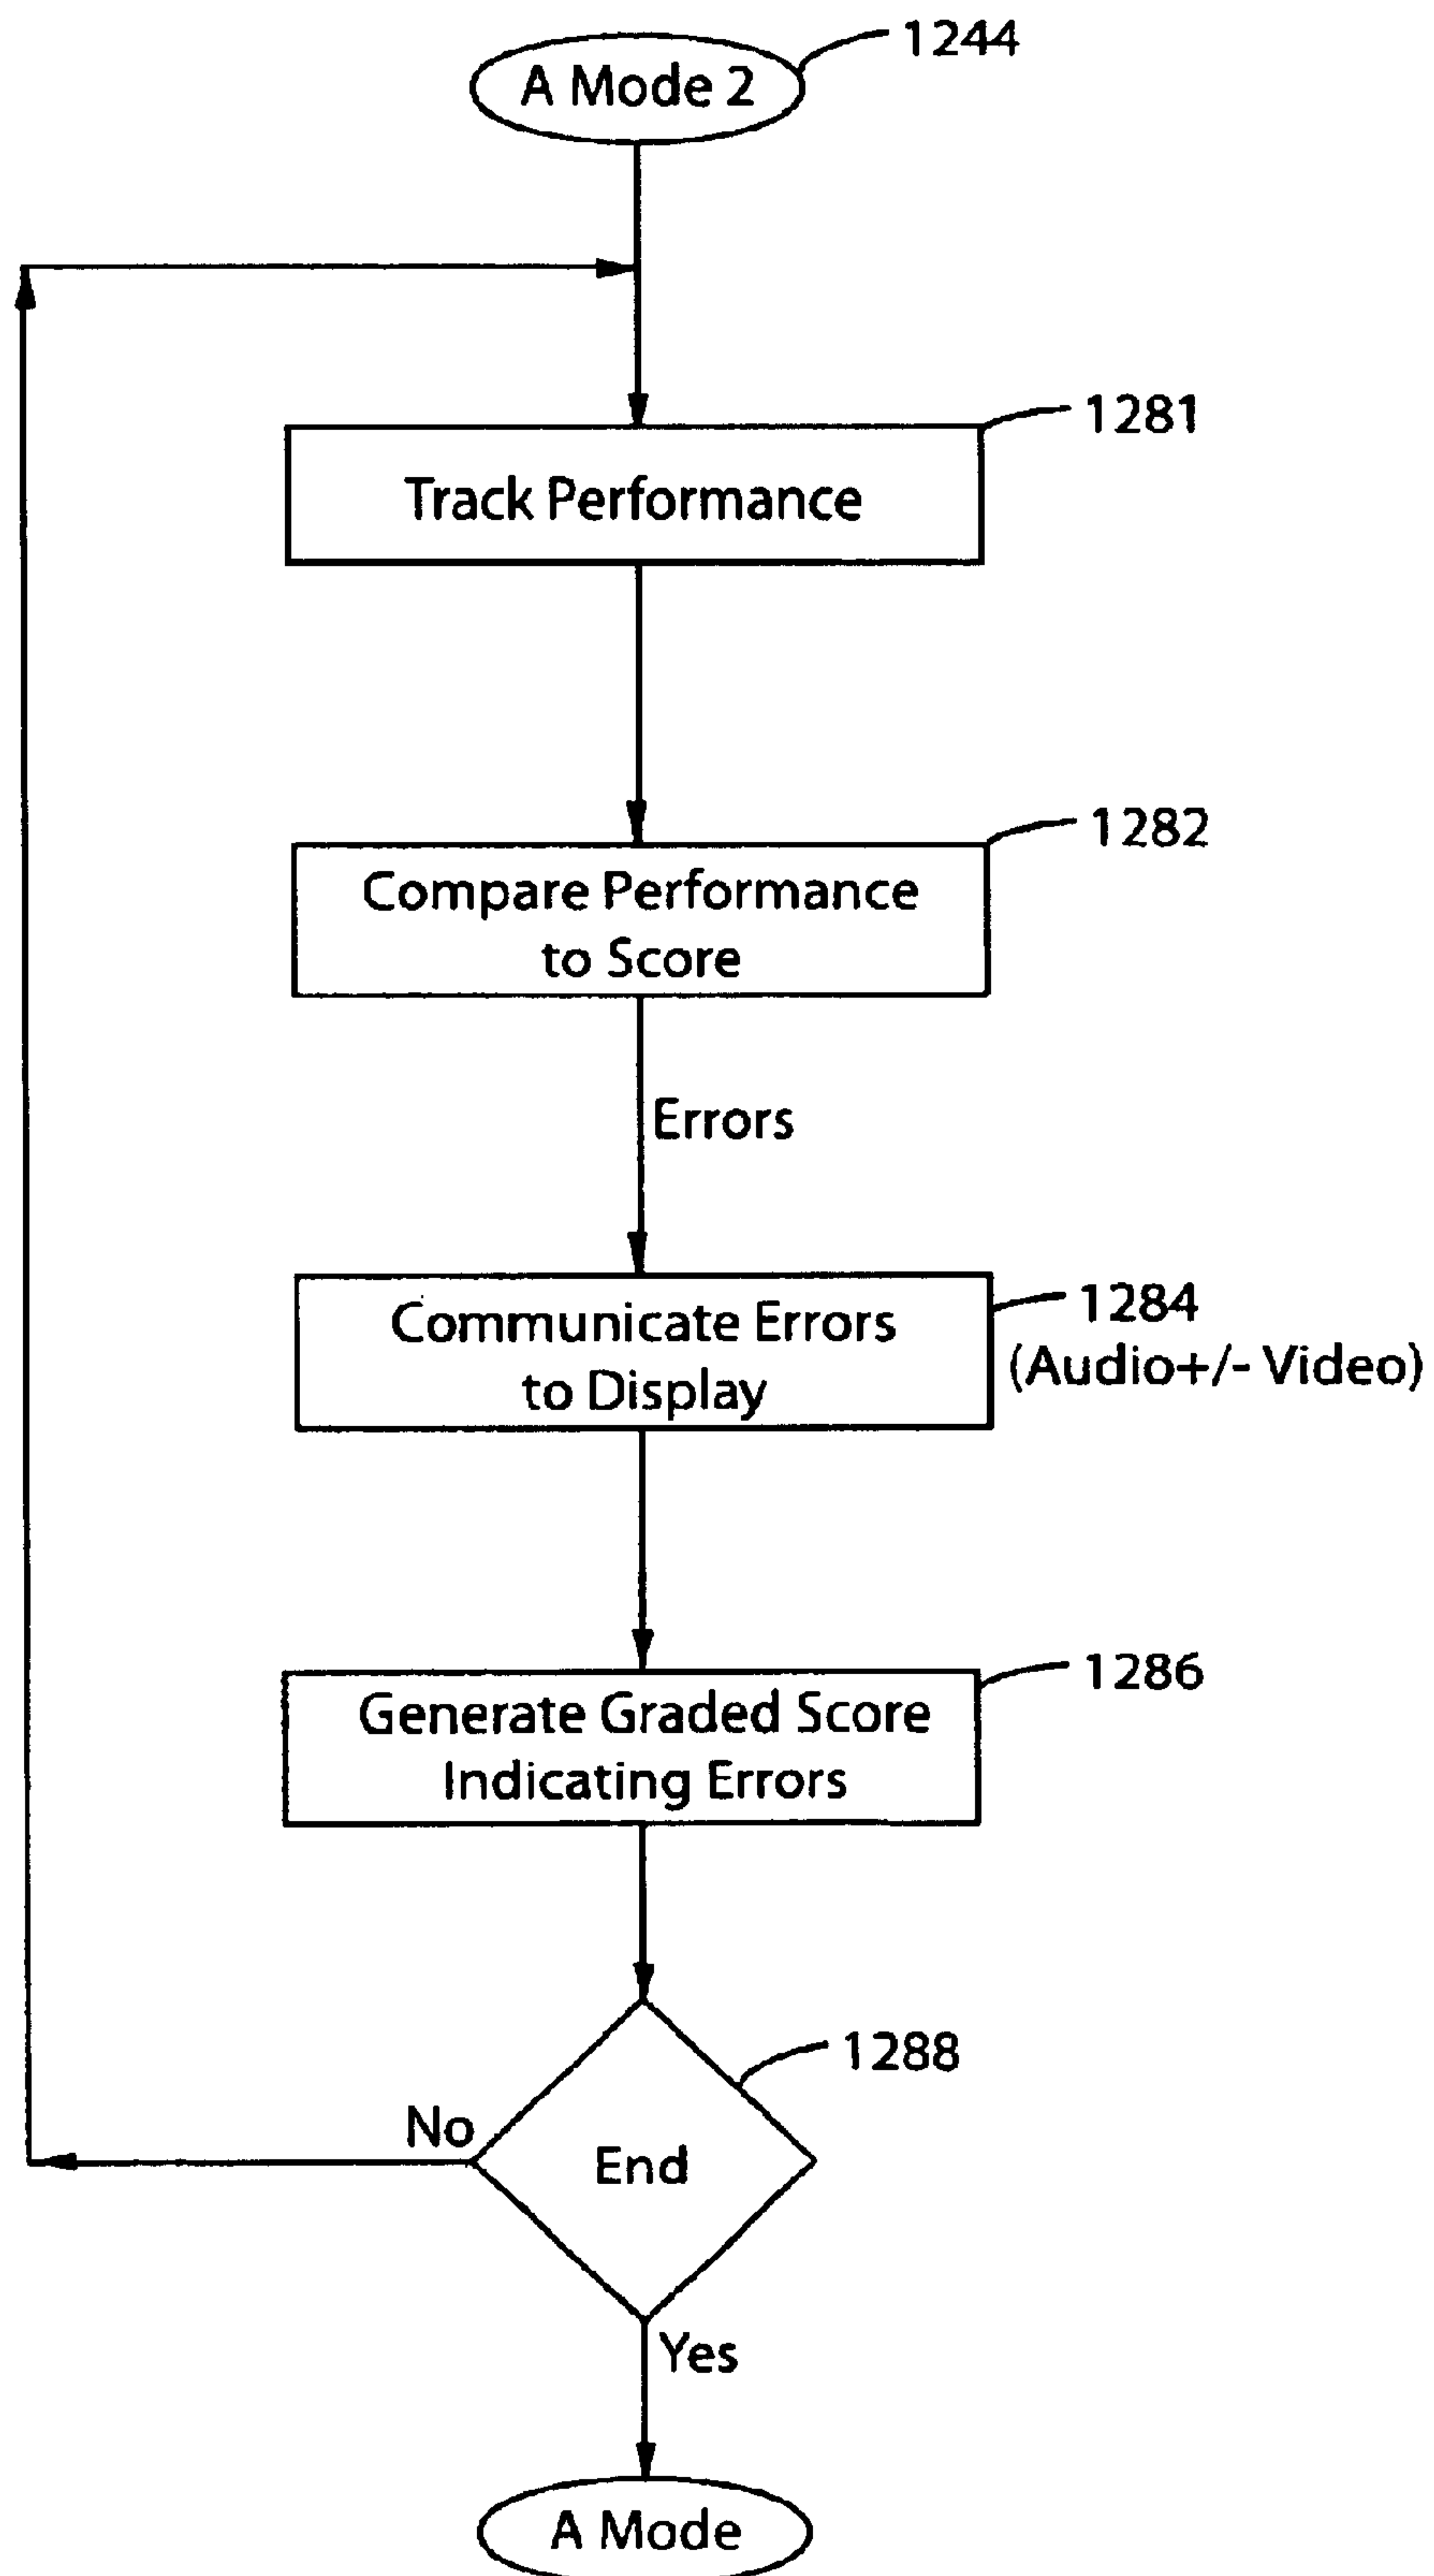 1244
A Mode 2
1281
Track Performance
1282
Compare Performance
to Score
Errors
Communicate Errors
to Display
1284
(Audio+/- Video)
1286
Generate Graded Score
Indicating Errors
1288
No
End
Yes
A Mode